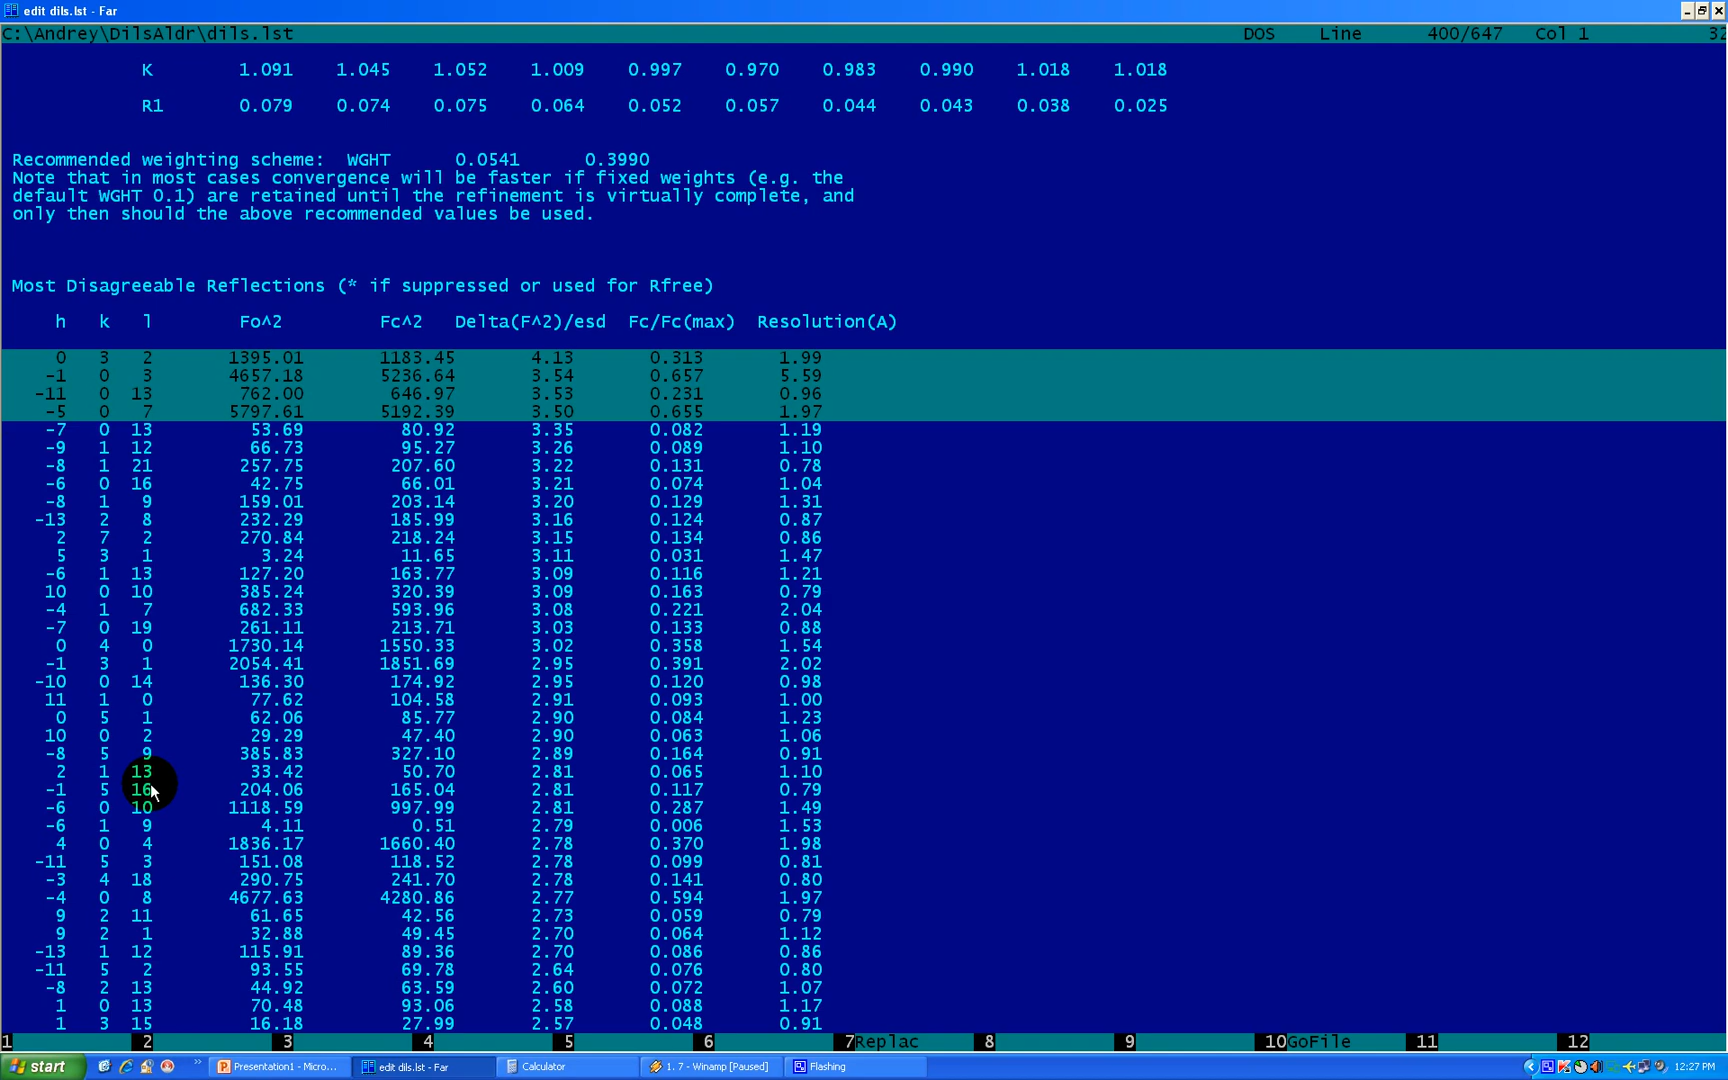 edit dils.lst - Far
C:\Andrey\DilsAldr\dils.lst DOS Line 400/647 Col 1 32
K 1.091 1.045 1.052 1.009 0.997 0.970 0.983 0.990 1.018 1.018
R1 0.079 0.074 0.075 0.064 0.052 0.057 0.044 0.043 0.038 0.025
Recommended weighting scheme: WGHT 0.0541 0.3990
Note that in most cases convergence will be faster if fixed weights (e.g. the
default WGHT 0.1) are retained until the refinement is virtually complete, and
only then should the above recommended values be used.
Most Disagreeable Reflections (* if suppressed or used for Rfree)
h k l Fo^2 Fc^2 Delta(F^2)/esd Fc/Fc(max) Resolution(A)
0 3 2 1395.01 1183.45 4.13 0.313 1.99
-1 0 3 4657.18 5236.64 3.54 0.657 5.59
-11 0 13 762.00 646.97 3.53 0.231 0.96
-5 0 7 5797.61 5192.39 3.50 0.655 1.97
-7 0 13 53.69 80.92 3.35 0.082 1.19
-9 1 12 66.73 95.27 3.26 0.089 1.10
-8 1 21 257.75 207.60 3.22 0.131 0.78
-6 0 16 42.75 66.01 3.21 0.074 1.04
-8 1 9 159.01 203.14 3.20 0.129 1.31
-13 2 8 232.29 185.99 3.16 0.124 0.87
2 7 2 270.84 218.24 3.15 0.134 0.86
5 3 1 3.24 11.65 3.11 0.031 1.47
-6 1 13 127.20 163.77 3.09 0.116 1.21
10 0 10 385.24 320.39 3.09 0.163 0.79
-4 1 7 682.33 593.96 3.08 0.221 2.04
-7 0 19 261.11 213.71 3.03 0.133 0.88
0 4 0 1730.14 1550.33 3.02 0.358 1.54
-1 3 1 2054.41 1851.69 2.95 0.391 2.02
-10 0 14 136.30 174.92 2.95 0.120 0.98
11 1 0 77.62 104.58 2.91 0.093 1.00
0 5 1 62.06 85.77 2.90 0.084 1.23
10 0 2 29.29 47.40 2.90 0.063 1.06
-8 5 9 385.83 327.10 2.89 0.164 0.91
2 1 13 33.42 50.70 2.81 0.065 1.10
-1 5 16 204.06 165.04 2.81 0.117 0.79
-6 0 10 1118.59 997.99 2.81 0.287 1.49
-6 1 9 4.11 0.51 2.79 0.006 1.53
4 0 4 1836.17 1660.40 2.78 0.370 1.98
-11 5 3 151.08 118.52 2.78 0.099 0.81
-3 4 18 290.75 241.70 2.78 0.141 0.80
-4 0 8 4677.63 4280.86 2.77 0.594 1.97
9 2 11 61.65 42.56 2.73 0.059 0.79
9 2 1 32.88 49.45 2.70 0.064 1.12
-13 1 12 115.91 89.36 2.70 0.086 0.86
-11 5 2 93.55 69.78 2.64 0.076 0.80
-8 2 13 44.92 63.59 2.60 0.072 1.07
1 0 13 70.48 93.06 2.58 0.088 1.17
1 3 15 16.18 27.99 2.57 0.048 0.91
1 2 3 4 5 6 7Replac 8 9 10GoFile 11 12
start Presentation1 - Micro... edit dils.lst - Far Calculator 1. 7 - Winamp [Paused] Flashing 12:27 PM